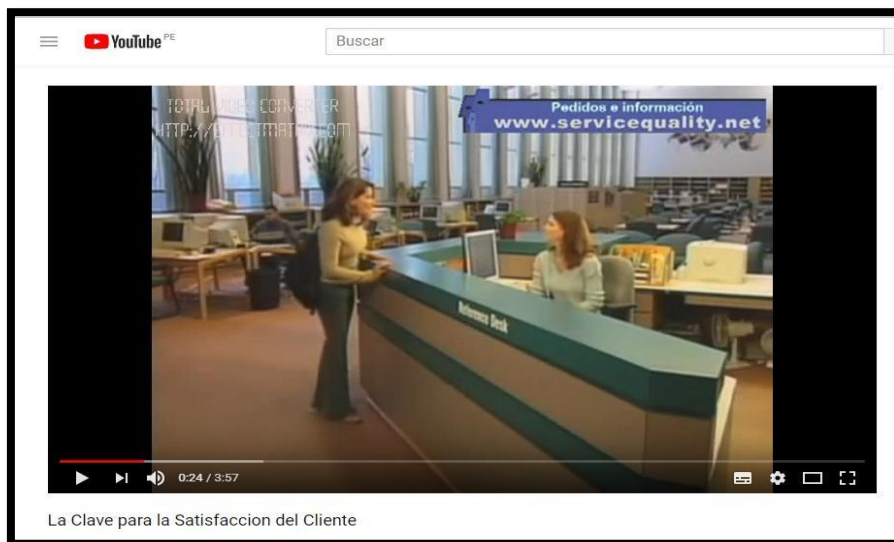 YouTube PE
Buscar
TOTAL VIDEO CONVERTER
Pedidos e información
www.servicequality.net
Reference Desk
0:24 / 3:57
La Clave para la Satisfaccion del Cliente